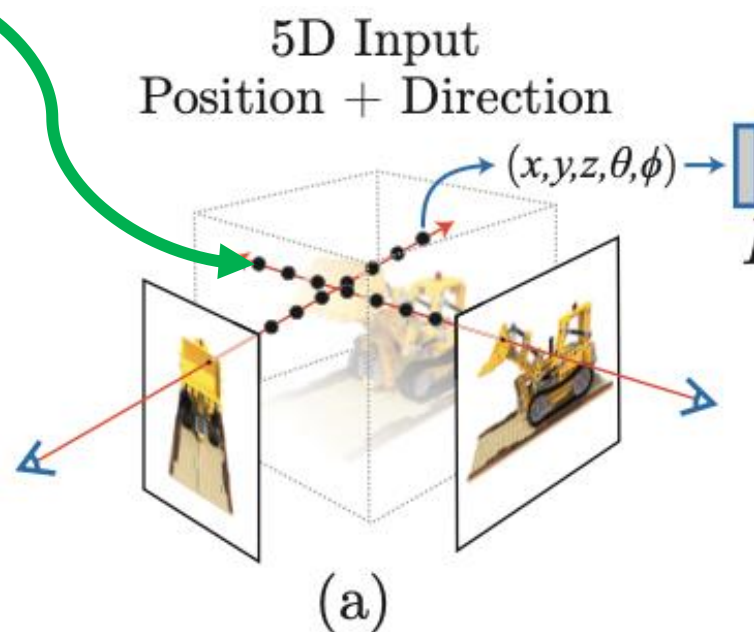 5D Input
Position + Direction
(x,y,z,θ,ϕ)
(a)